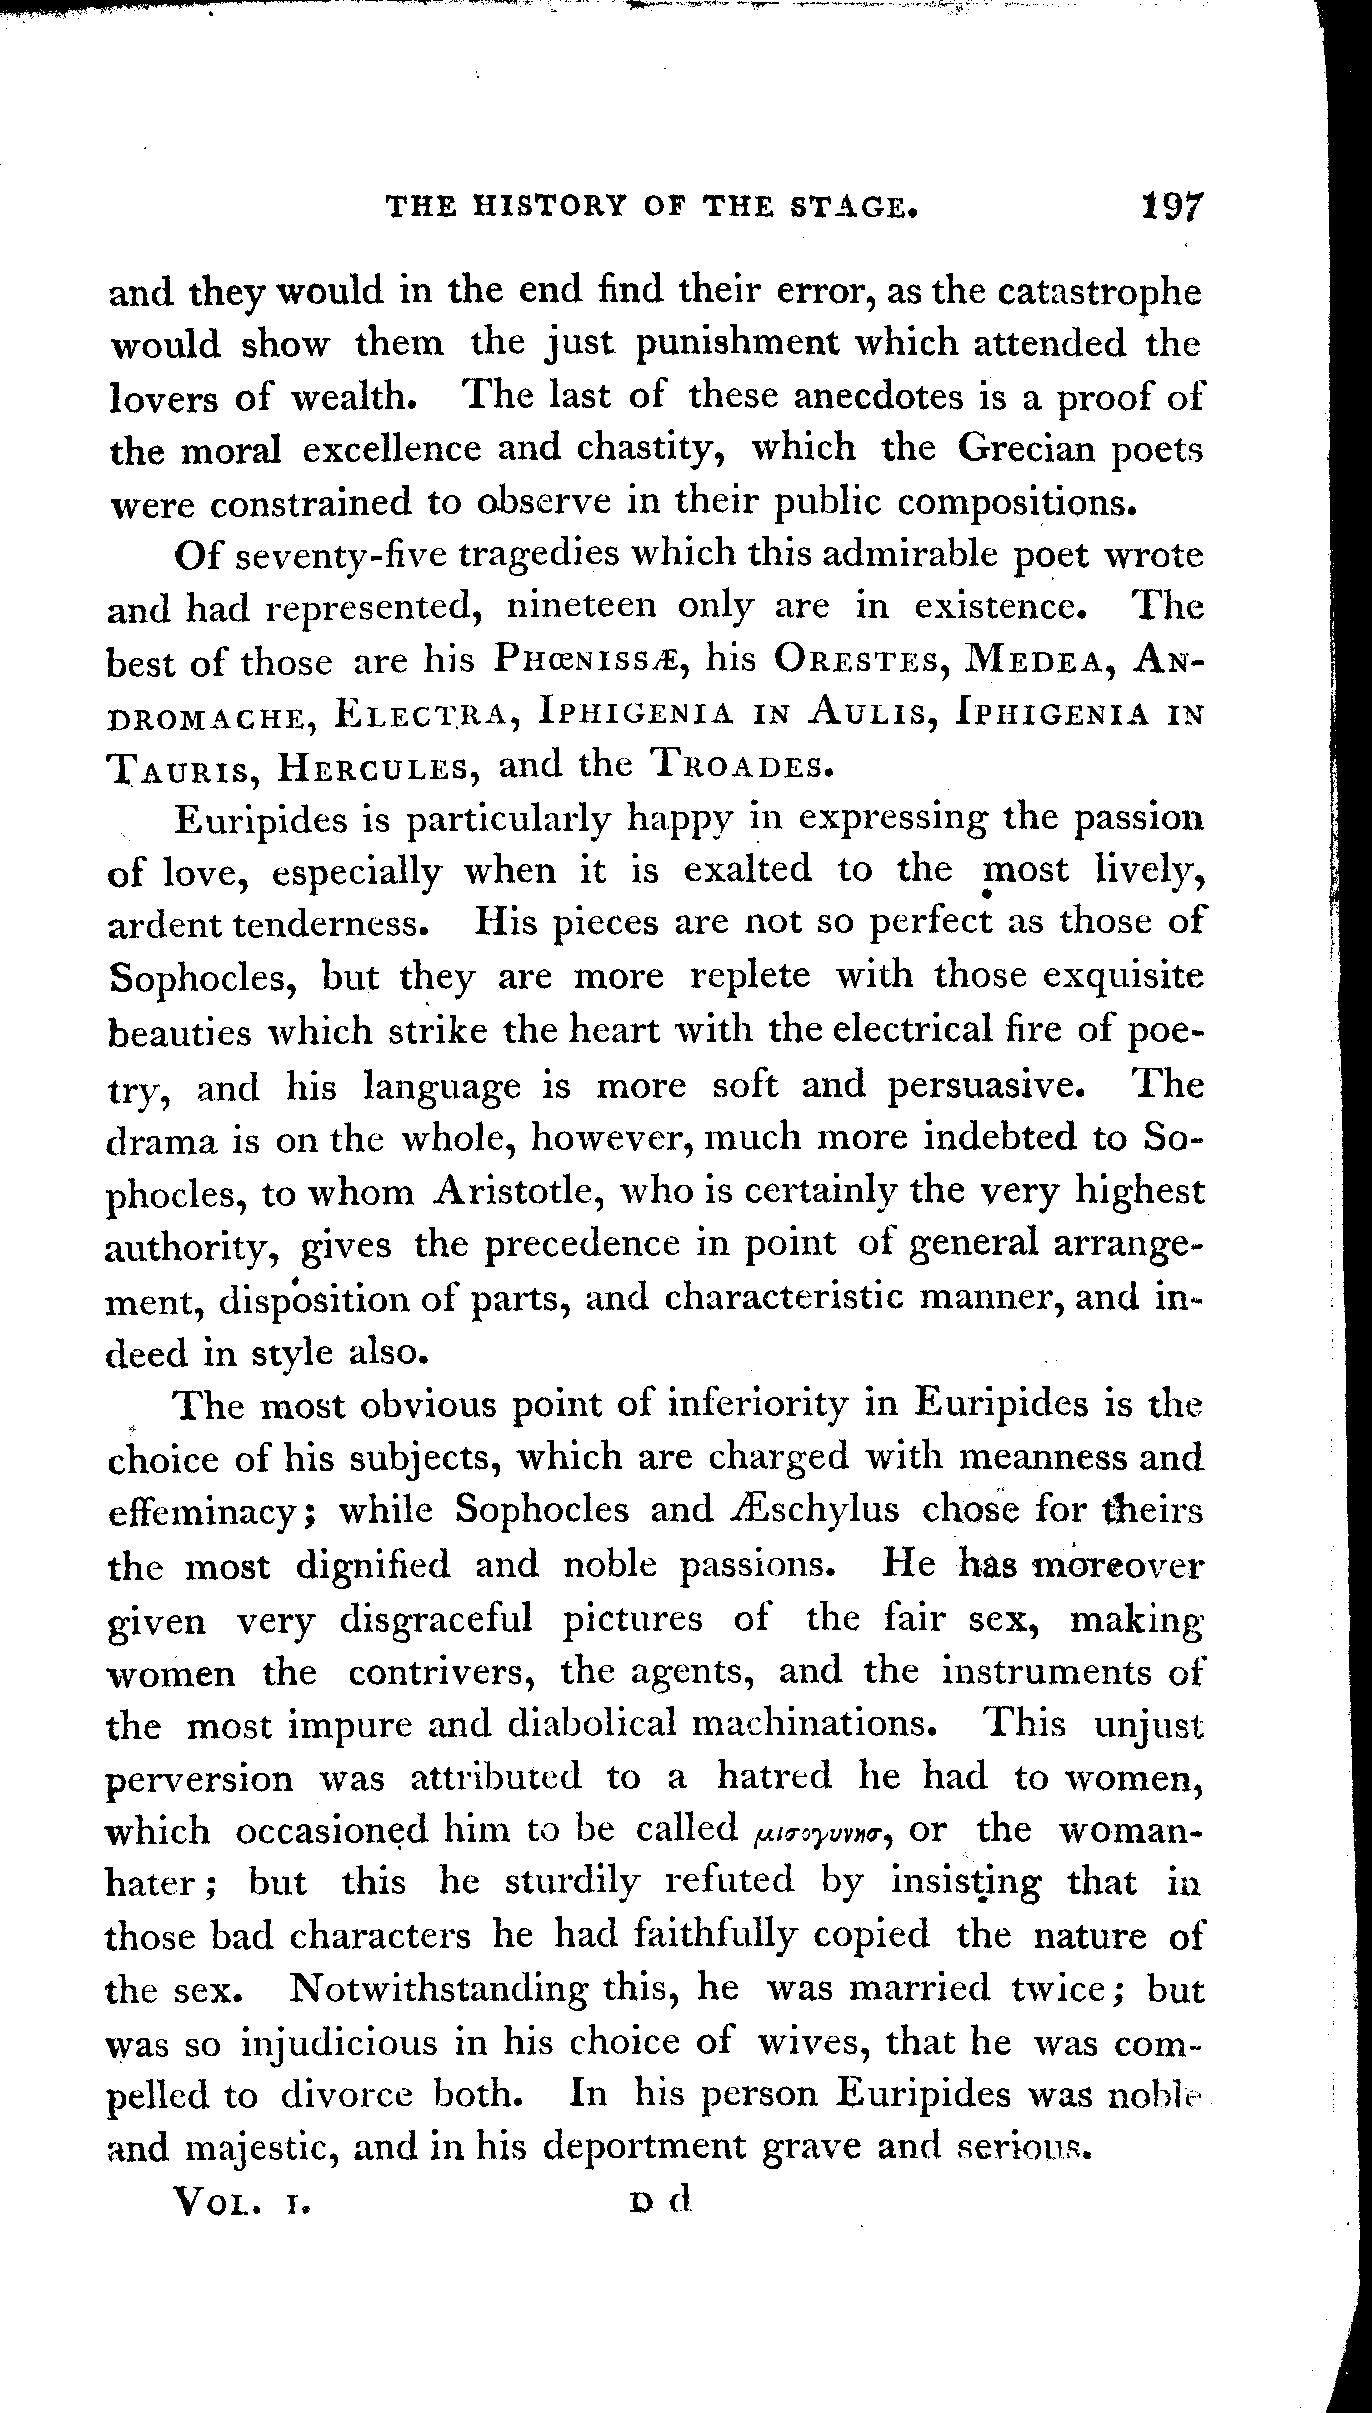 THE HISTORY OF THE STAGE. 197
and they would in the end find their error, as the catastrophe
would show them the just punishment which attended the
lovers of wealth. The last of these anecdotes is a proof of
the moral excellence and chastity, which the Grecian poets
were constrained to observe in their public compositions.
Of seventy-five tragedies which this admirable poet wrote
and had represented, nineteen only are in existence. The
best of those are his PHŒNISSÆ, his ORESTES, MEDEA, AN-
DROMACHE, ELECTRA, IPHIGENIA IN AULIS, IPHIGENIA IN
TAURIS, HERCULES, and the TROADES.
Euripides is particularly happy in expressing the passion
of love, especially when it is exalted to the most lively,
ardent tenderness. His pieces are not so perfect as those of
Sophocles, but they are more replete with those exquisite
beauties which strike the heart with the electrical fire of poe-
try, and his language is more soft and persuasive. The
drama is on the whole, however, much more indebted to So-
phocles, to whom Aristotle, who is certainly the very highest
authority, gives the precedence in point of general arrange-
ment, disposition of parts, and characteristic manner, and in-
deed in style also.
The most obvious point of inferiority in Euripides is the
choice of his subjects, which are charged with meanness and
effeminacy; while Sophocles and Æschylus chose for theirs
the most dignified and noble passions. He has moreover
given very disgraceful pictures of the fair sex, making
women the contrivers, the agents, and the instruments of
the most impure and diabolical machinations. This unjust
perversion was attributed to a hatred he had to women,
which occasioned him to be called μισογυνησ, or the woman-
hater; but this he sturdily refuted by insisting that in
those bad characters he had faithfully copied the nature of
the sex. Notwithstanding this, he was married twice; but
was so injudicious in his choice of wives, that he was com-
pelled to divorce both. In his person Euripides was noble
and majestic, and in his deportment grave and serious.
VOL. I. D d